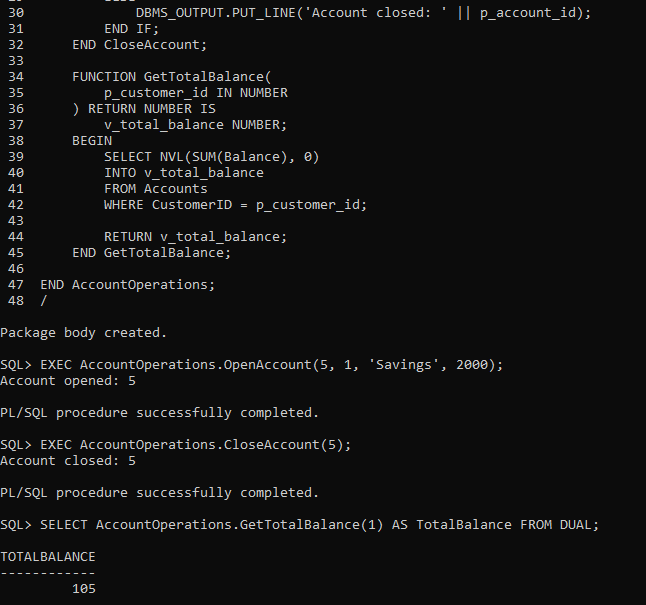 30              DBMS_OUTPUT.PUT_LINE('Account closed: ' || p_account_id);
31          END IF;
32      END CloseAccount;
33
34      FUNCTION GetTotalBalance(
35          p_customer_id IN NUMBER
36      ) RETURN NUMBER IS
37          v_total_balance NUMBER;
38      BEGIN
39          SELECT NVL(SUM(Balance), 0)
40          INTO v_total_balance
41          FROM Accounts
42          WHERE CustomerID = p_customer_id;
43
44          RETURN v_total_balance;
45      END GetTotalBalance;
46
47  END AccountOperations;
48  /
Package body created.
SQL> EXEC AccountOperations.OpenAccount(5, 1, 'Savings', 2000);
Account opened: 5
PL/SQL procedure successfully completed.
SQL> EXEC AccountOperations.CloseAccount(5);
Account closed: 5
PL/SQL procedure successfully completed.
SQL> SELECT AccountOperations.GetTotalBalance(1) AS TotalBalance FROM DUAL;
TOTALBALANCE
------------
         105